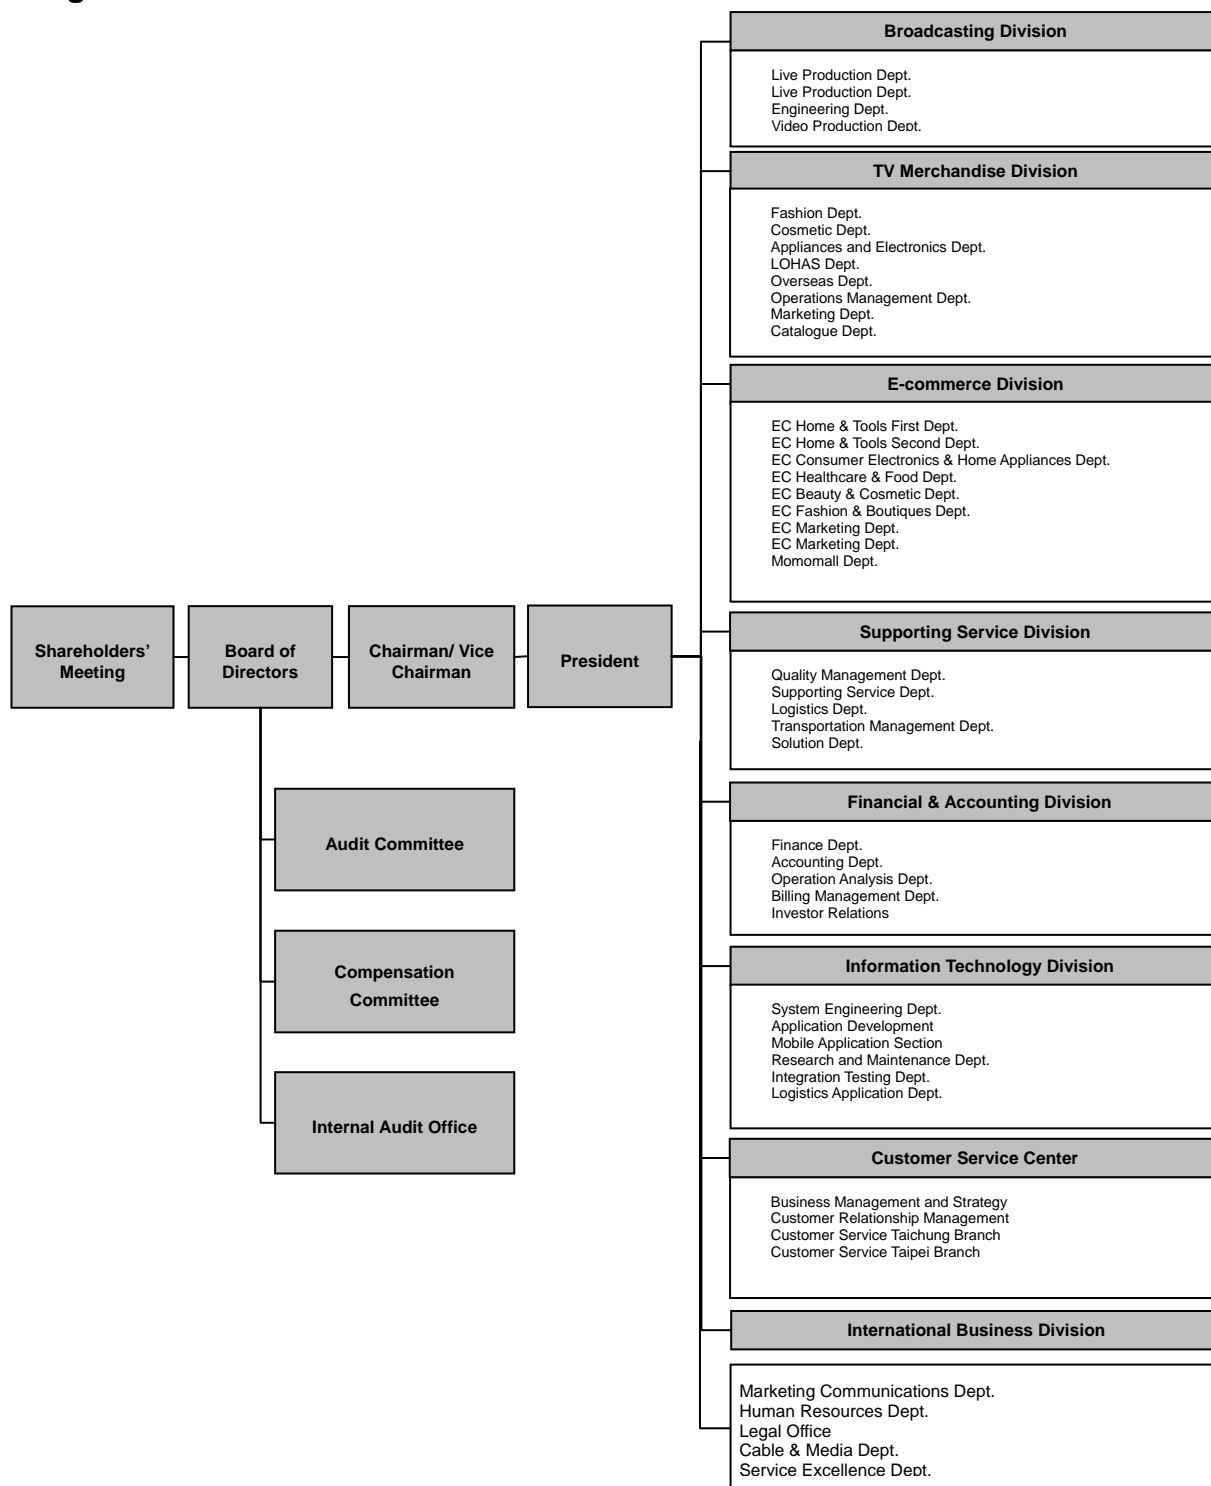 Broadcasting Division
Live Production Dept.
Live Production Dept.
Engineering Dept.
Video Production Dept.
TV Merchandise Division
Fashion Dept.
Cosmetic Dept.
Appliances and Electronics Dept.
LOHAS Dept.
Overseas Dept.
Operations Management Dept.
Marketing Dept.
Catalogue Dept.
E-commerce Division
EC Home & Tools First Dept.
EC Home & Tools Second Dept.
EC Consumer Electronics & Home Appliances Dept.
EC Healthcare & Food Dept.
EC Beauty & Cosmetic Dept.
EC Fashion & Boutiques Dept.
EC Marketing Dept.
EC Marketing Dept.
Momomall Dept.
Shareholders'
Meeting
Board of
Directors
Chairman/ Vice
Chairman
President
Supporting Service Division
Quality Management Dept.
Supporting Service Dept.
Logistics Dept.
Transportation Management Dept.
Solution Dept.
Audit Committee
Compensation
Committee
Internal Audit Office
Financial & Accounting Division
Finance Dept.
Accounting Dept.
Operation Analysis Dept.
Billing Management Dept.
Investor Relations
Information Technology Division
System Engineering Dept.
Application Development
Mobile Application Section
Research and Maintenance Dept.
Integration Testing Dept.
Logistics Application Dept.
Customer Service Center
Business Management and Strategy
Customer Relationship Management
Customer Service Taichung Branch
Customer Service Taipei Branch
International Business Division
Marketing Communications Dept.
Human Resources Dept.
Legal Office
Cable & Media Dept.
Service Excellence Dept.